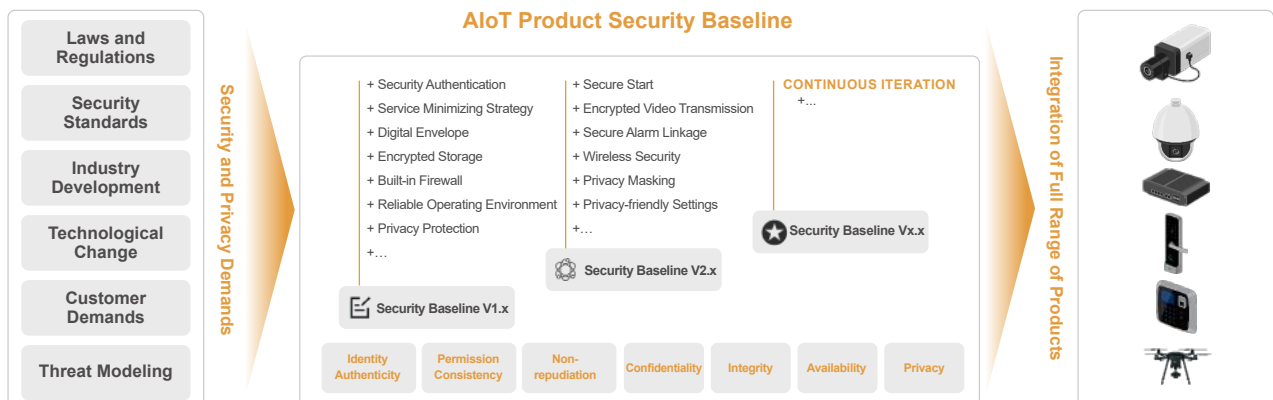 AIoT Product Security Baseline
Laws and
Regulations
Security
Standards
Industry
Development
Technological
Change
Customer
Demands
Threat Modeling
Security and Privacy Demands
+ Security Authentication
+ Service Minimizing Strategy
+ Digital Envelope
+ Encrypted Storage
+ Built-in Firewall
+ Reliable Operating Environment
+ Privacy Protection
+...
Security Baseline V1.x
+ Secure Start
+ Encrypted Video Transmission
+ Secure Alarm Linkage
+ Wireless Security
+ Privacy Masking
+ Privacy-friendly Settings
+...
Security Baseline V2.x
CONTINUOUS ITERATION
+...
Security Baseline Vx.x
Identity
Authenticity
Permission
Consistency
Non-
repudiation
Confidentiality
Integrity
Availability
Privacy
Integration of Full Range of Products